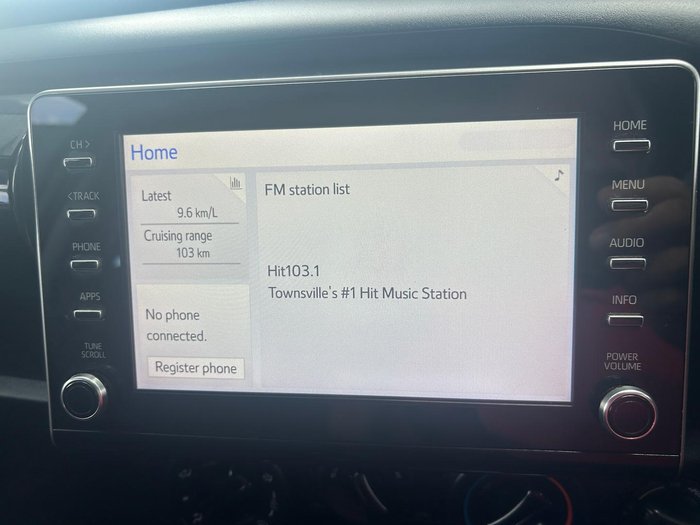 CH >
< TRACK
PHONE
APPS
TUNE
SCROLL
Home
Latest
9.6 km/L
Cruising range
103 km
No phone
connected.
Register phone
FM station list
Hit103.1
Townsville's #1 Hit Music Station
HOME
MENU
AUDIO
INFO
POWER
VOLUME